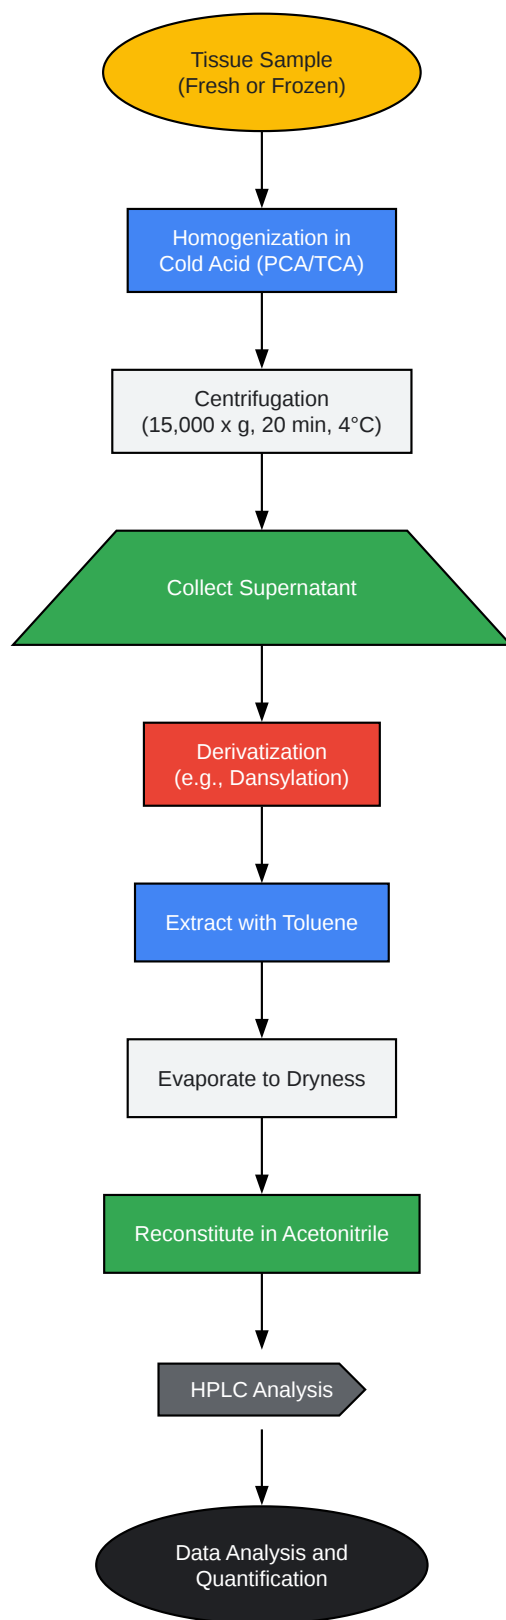 Tissue Sample
(Fresh or Frozen)
Homogenization in
Cold Acid (PCA/TCA)
Centrifugation
(15,000 x g, 20 min, 4°C)
Collect Supernatant
Derivatization
(e.g., Dansylation)
Extract with Toluene
Evaporate to Dryness
Reconstitute in Acetonitrile
HPLC Analysis
Data Analysis and
Quantification